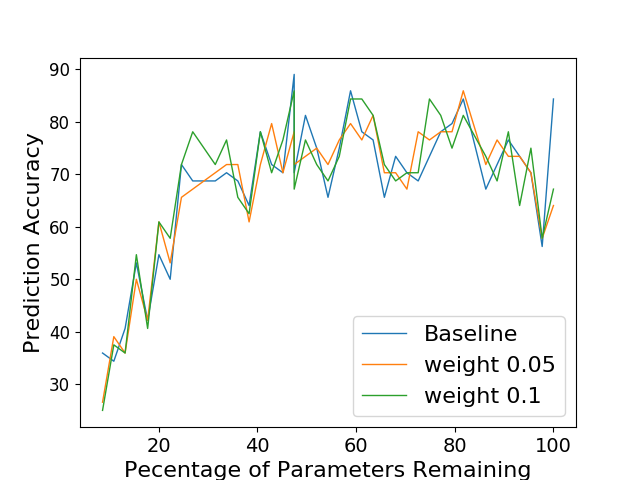 90
80
70
60
50
40
30
Prediction Accuracy
20
40
60
80
100
Pecentage of Parameters Remaining
Baseline
weight 0.05
weight 0.1